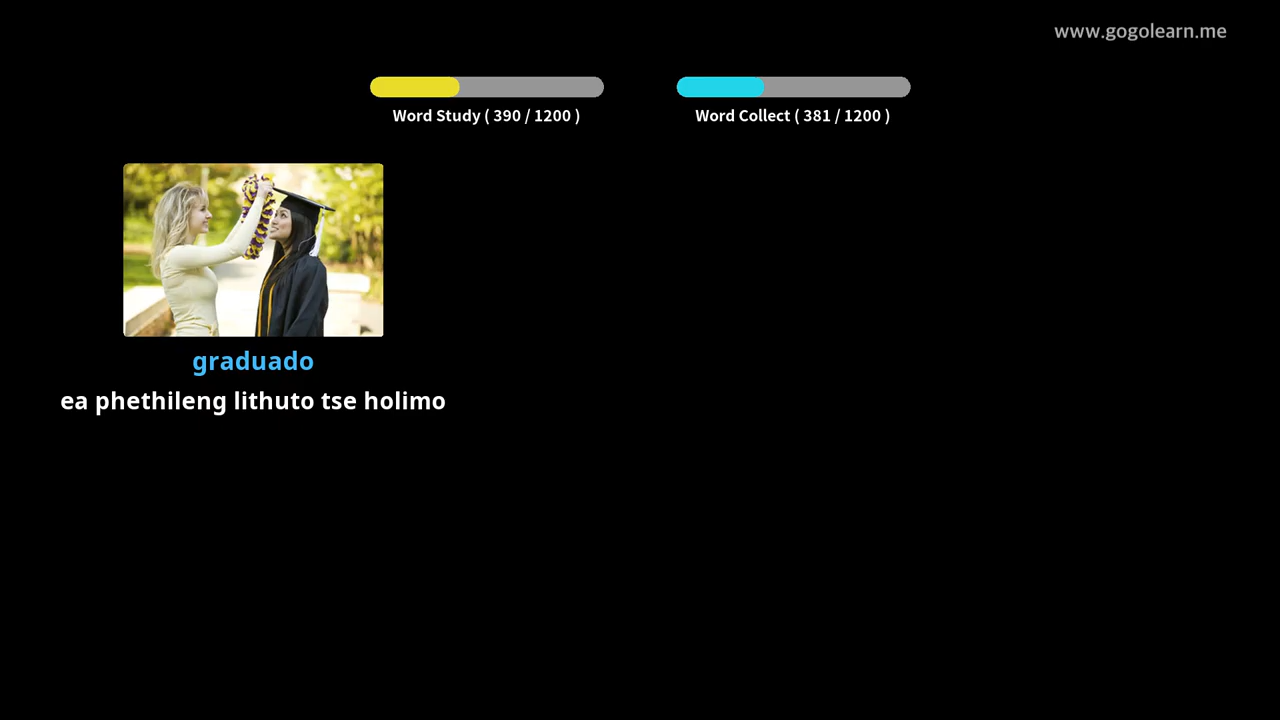 www.gogolearn.me
Word Study ( 390 / 1200 )
Word Collect ( 381 / 1200 )
graduado
ea phethileng lithuto tse holimo